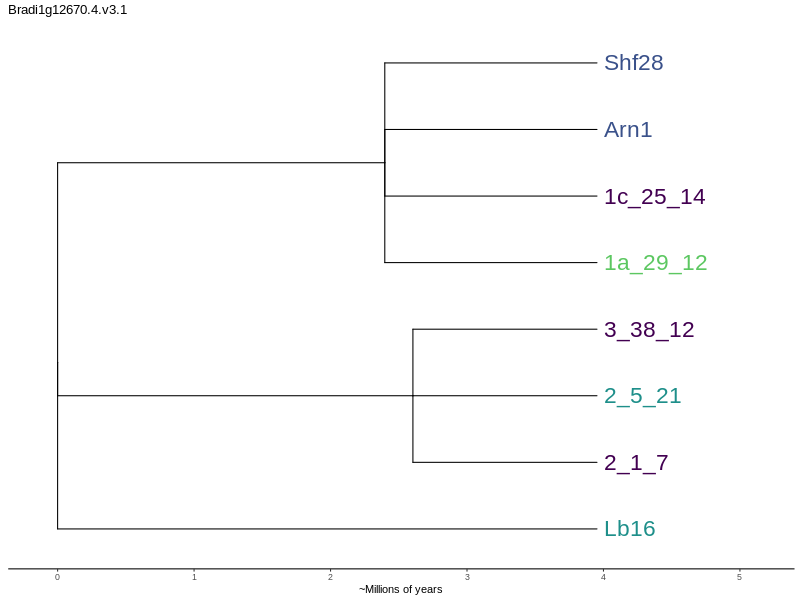 Bradi1g12670.4.v3.1
Shf28
Arn1
1c_25_14
1a_29_12
3_38_12
2_5_21
2_1_7
Lb16
0 1 2 3 4 5
~Millions of years